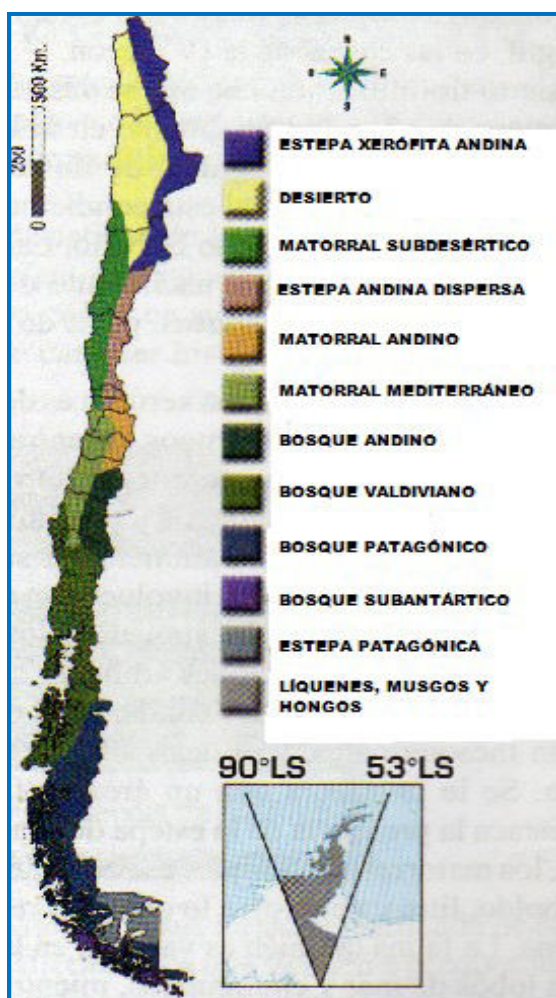 N
E
S
500 Km.
250
0
ESTEPA XERÓFITA ANDINA
DESIERTO
MATORRAL SUBDESÉRTICO
ESTEPA ANDINA DISPERSA
MATORRAL ANDINO
MATORRAL MEDITERRÁNEO
BOSQUE ANDINO
BOSQUE VALDIVIANO
BOSQUE PATAGÓNICO
BOSQUE SUBANTÁRTICO
ESTEPA PATAGÓNICA
LÍQUENES, MUSGOS Y
HONGOS
90°LS 53°LS